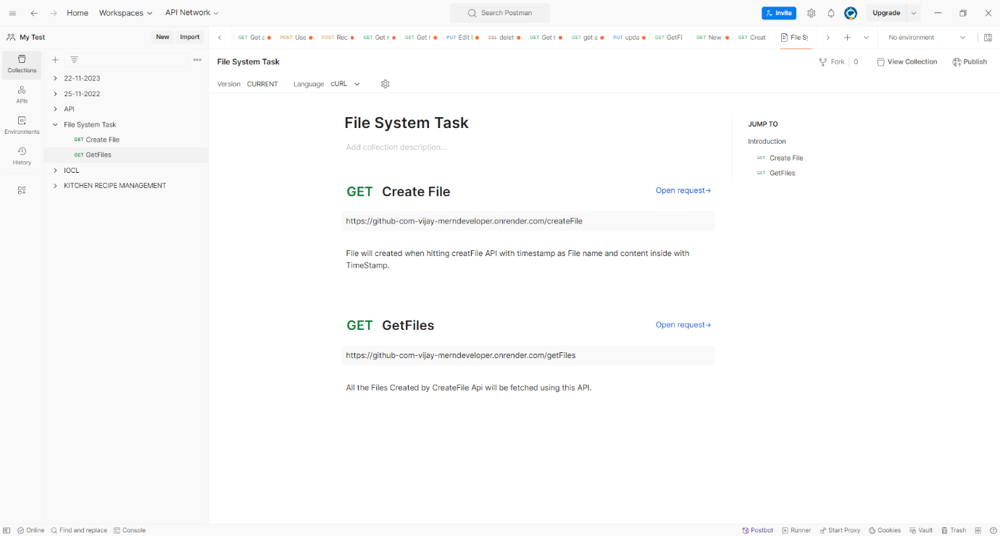 Home Workspaces API Network Search Postman Invite Upgrade
My Test New Import GET Get a POST Use POST Rec GET Get r GET Get r PUT Edit I DEL delet GET Get r GET get a PUT upda GET GetFi GET New GET Creat File Sy No environment
Collections
APIs
Environments
History
22-11-2023
25-11-2022
API
File System Task
GET Create File
GET GetFiles
IOCL
KITCHEN RECIPE MANAGEMENT
File System Task Fork 0 View Collection Publish
Version CURRENT Language cURL
File System Task
Add collection description...
GET Create File Open request→
https://github-com-vijay-merndeveloper.onrender.com/createFile
File will created when hitting creatFile API with timestamp as File name and content inside with
TimeStamp.
GET GetFiles Open request→
https://github-com-vijay-merndeveloper.onrender.com/getFiles
All the Files Created by CreateFile Api will be fetched using this API.
JUMP TO
Introduction
GET Create File
GET GetFiles
Online Find and replace Console Postbot Runner Start Proxy Cookies Vault Trash